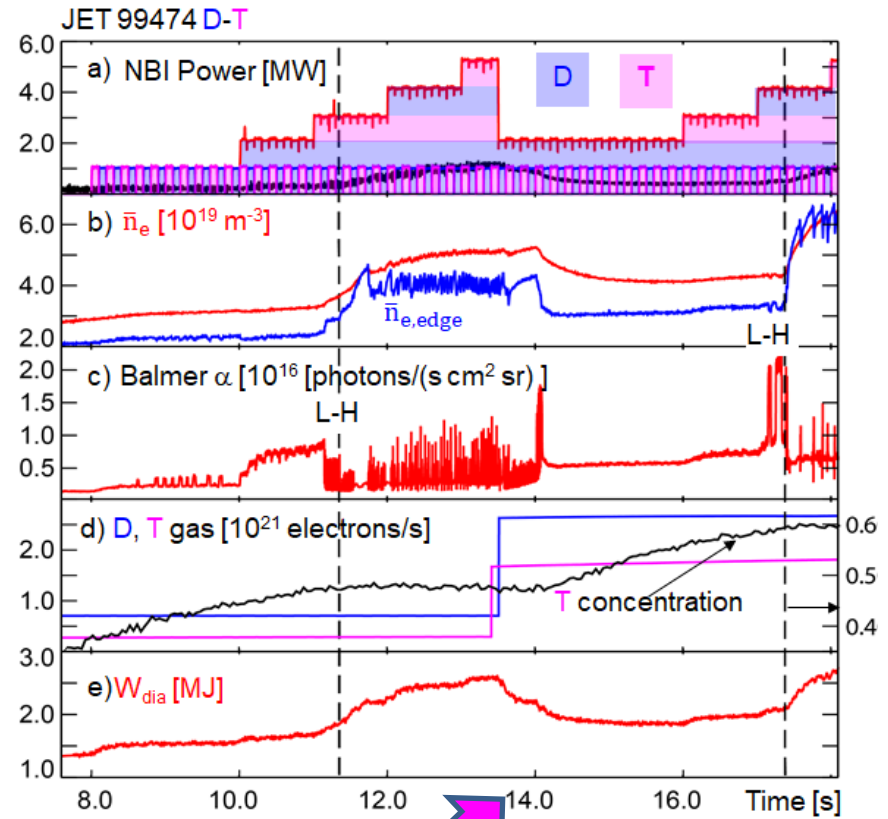 JET 99474 D-T
6.0
a) NBI Power [MW]
D
T
4.0
2.0
b) n̄e [10¹⁹ m⁻³]
6.0
4.0
n̄e,edge
2.0
L-H
c) Balmer α [10¹⁶ [photons/(s cm² sr) ]
2.0
1.5
L-H
1.0
0.5
d) D, T gas [10²¹ electrons/s]
0.6
2.0
0.5
T concentration
1.0
0.4
3.0
e) Wdia [MJ]
2.0
1.0
8.0 10.0 12.0 14.0 16.0 Time [s]